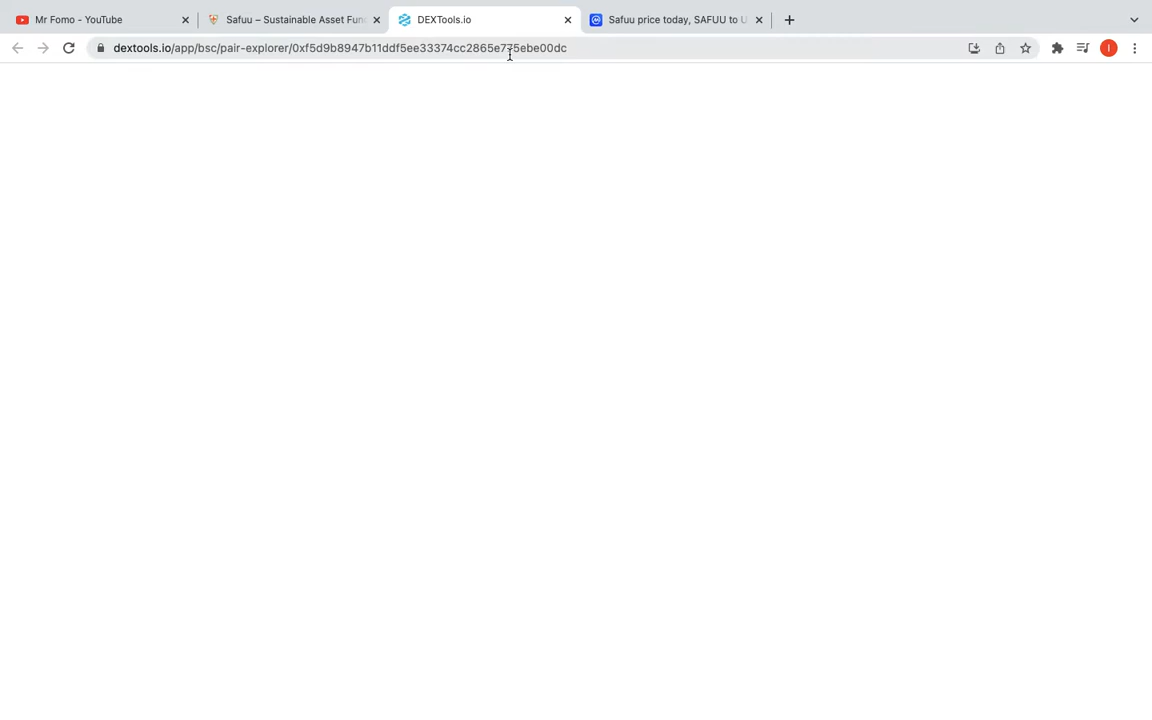 Mr Fomo - YouTube
Safuu – Sustainable Asset Fun
DEXTools.io
Safuu price today, SAFUU to U
dextools.io/app/bsc/pair-explorer/0xf5d9b8947b11ddf5ee33374cc2865e775ebe00dc
I